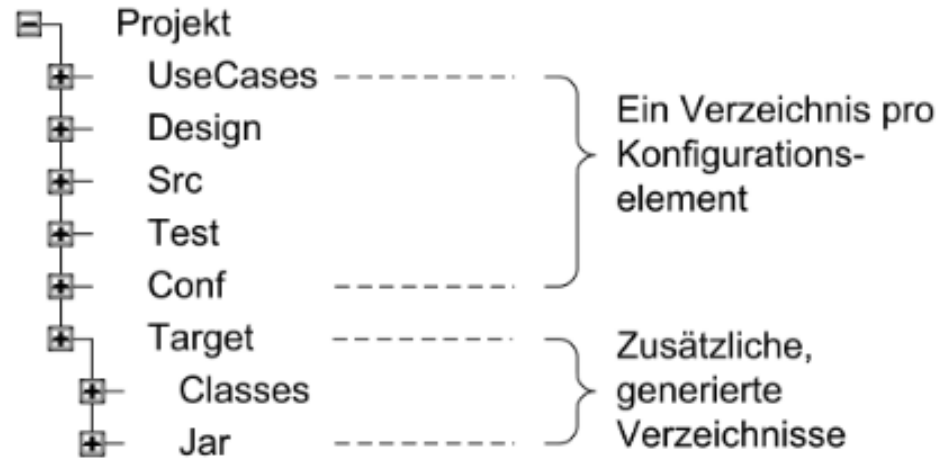 Projekt
UseCases
Design
Src
Test
Conf
Target
Classes
Jar
Ein Verzeichnis pro
Konfigurations-
element
Zusätzliche,
generierte
Verzeichnisse